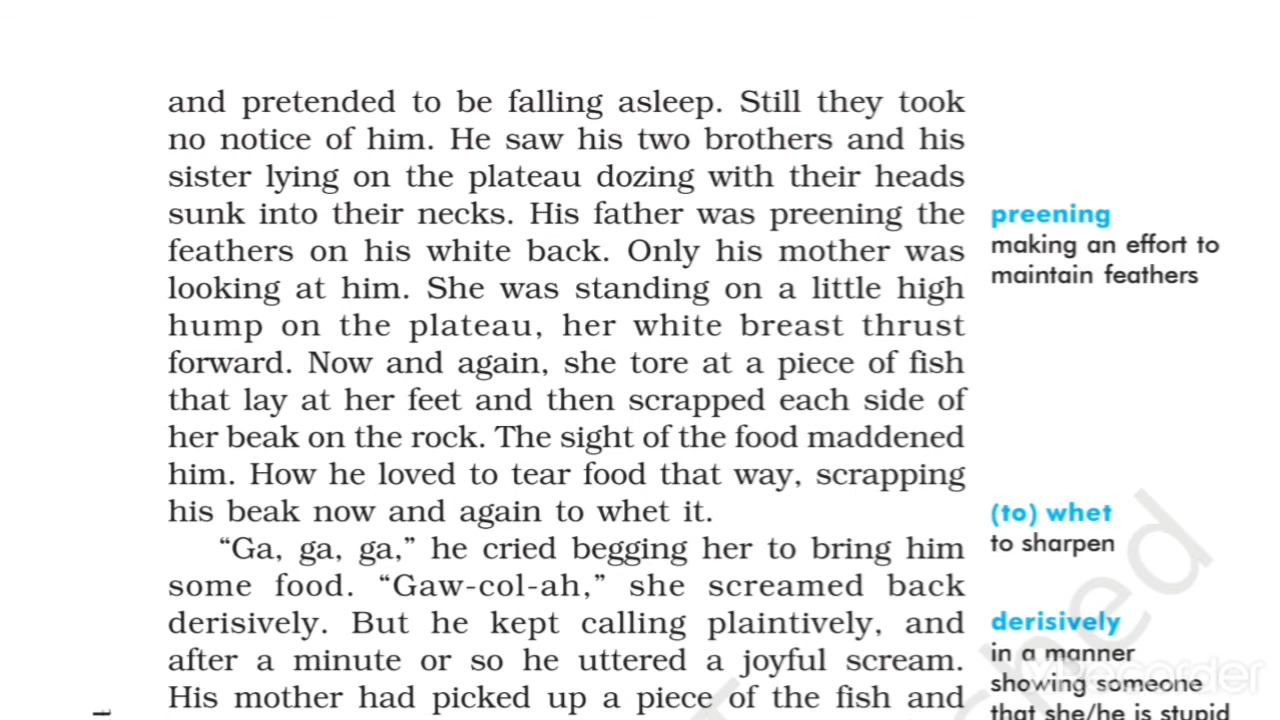 and pretended to be falling asleep. Still they took
no notice of him. He saw his two brothers and his
sister lying on the plateau dozing with their heads
sunk into their necks. His father was preening the
feathers on his white back. Only his mother was
looking at him. She was standing on a little high
hump on the plateau, her white breast thrust
forward. Now and again, she tore at a piece of fish
that lay at her feet and then scrapped each side of
her beak on the rock. The sight of the food maddened
him. How he loved to tear food that way, scrapping
his beak now and again to whet it.
“Ga, ga, ga,” he cried begging her to bring him
some food. “Gaw-col-ah,” she screamed back
derisively. But he kept calling plaintively, and
after a minute or so he uttered a joyful scream.
His mother had picked up a piece of the fish and
preening
making an effort to
maintain feathers
(to) whet
to sharpen
derisively
in a manner
showing someone
that she/he is stupid